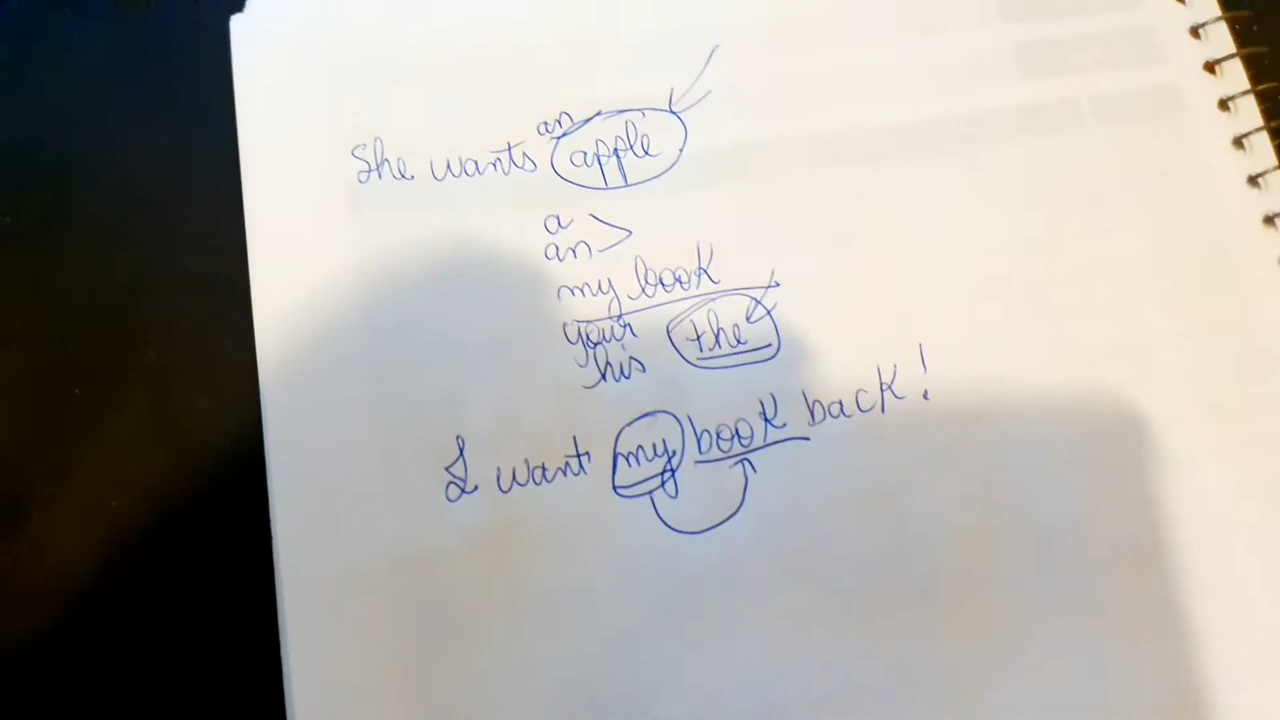 an
She wants apple
a
an
my book
your
his the
I want my book back!